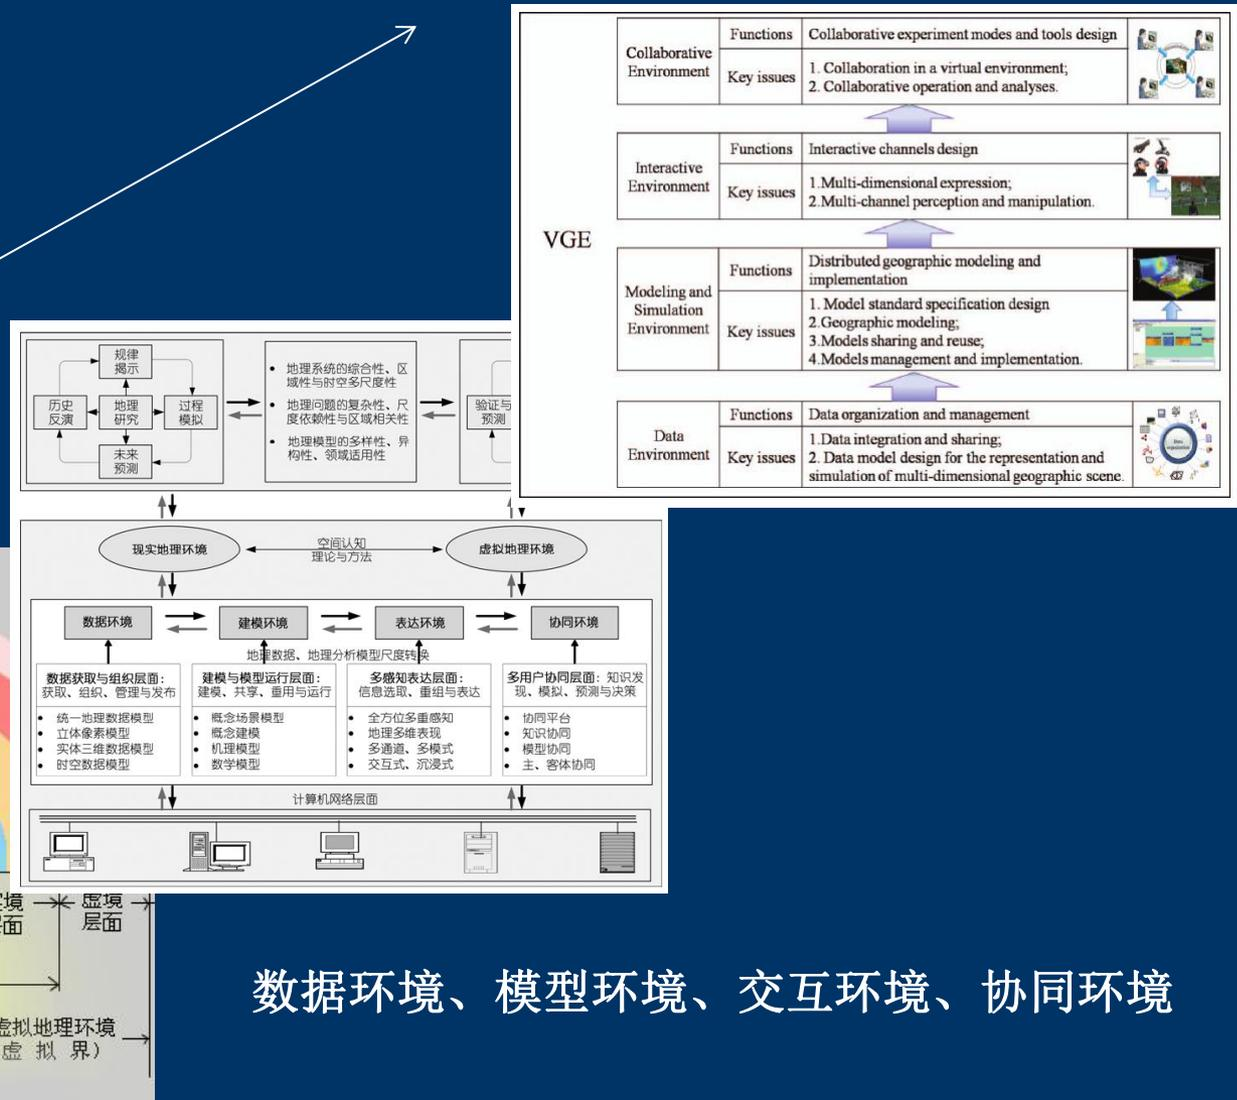 VGE
Collaborative
Environment
Functions
Collaborative experiment modes and tools design
Key issues
1. Collaboration in a virtual environment;
2. Collaborative operation and analyses.
Interactive
Environment
Functions
Interactive channels design
Key issues
1.Multi-dimensional expression;
2.Multi-channel perception and manipulation.
Modeling and
Simulation
Environment
Functions
Distributed geographic modeling and
implementation
Key issues
1. Model standard specification design
2.Geographic modeling;
3.Models sharing and reuse;
4.Models management and implementation.
Data
Environment
Functions
Data organization and management
Key issues
1.Data integration and sharing;
2. Data model design for the representation and
simulation of multi-dimensional geographic scene.
规律
揭示
历史
反演
地理
研究
过程
模拟
未来
预测
• 地理系统的综合性、区
域性与时空多尺度性
• 地理问题的复杂性、尺
度依赖性与区域相关性
• 地理模型的多样性、异
构性、领域适用性
验证与
预测
现实地理环境
空间认知
理论与方法
虚拟地理环境
数据环境
建模环境
表达环境
协同环境
地理数据、地理分析模型尺度转换
数据获取与组织层面：
获取、组织、管理与发布
• 统一地理数据模型
• 立体像素模型
• 实体三维数据模型
• 时空数据模型
建模与模型运行层面：
建模、共享、重用与运行
• 概念场景模型
• 概念建模
• 机理模型
• 数学模型
多感知表达层面：
信息选取、重组与表达
• 全方位多重感知
• 地理多维表现
• 多通道、多模式
• 交互式、沉浸式
多用户协同层面：知识发
现、模拟、预测与决策
• 协同平台
• 知识协同
• 模型协同
• 主、客体协同
计算机网络层面
境
面
虚境
层面
虚拟地理环境
虚 拟 界）
数据环境、模型环境、交互环境、协同环境